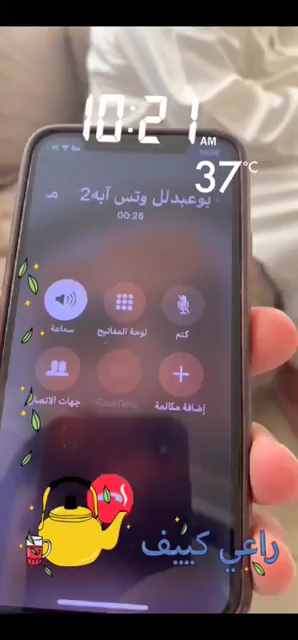 10:27
AM
37°C
بوعبدلل وتس آبه2
00:26
سماعة
لوحة المفاتيح
كتم
جهات الاتصال
FaceTime
إضافة مكالمة
راعي كييف